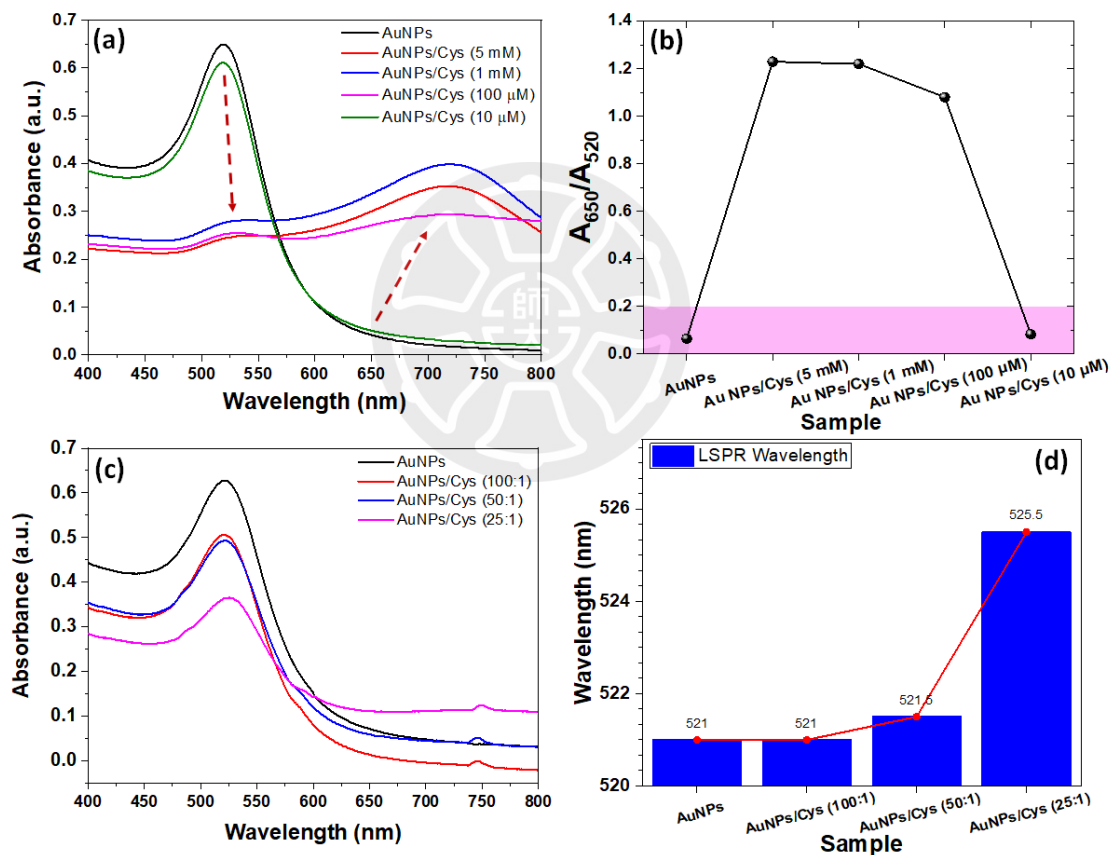 (a)
AuNPs
AuNPs/Cys (5 mM)
AuNPs/Cys (1 mM)
AuNPs/Cys (100 μM)
AuNPs/Cys (10 μM)
Absorbance (a.u.)
0.7
0.6
0.5
0.4
0.3
0.2
0.1
0.0
400 450 500 550 600 650 700 750 800
Wavelength (nm)
(b)
A650/A520
1.40
1.2
1.0
0.8
0.6
0.4
0.2
0.0
AuNPs
Au NPs/Cys (5 mM)
Au NPs/Cys (1 mM)
Au NPs/Cys (100 μM)
Au NPs/Cys (10 μM)
Sample
師大
(c)
AuNPs
AuNPs/Cys (100:1)
AuNPs/Cys (50:1)
AuNPs/Cys (25:1)
Absorbance (a.u.)
0.7
0.6
0.5
0.4
0.3
0.2
0.1
0.0
400 450 500 550 600 650 700 750 800
Wavelength (nm)
(d)
LSPR Wavelength
Wavelength (nm)
526
524
522
520
521
521
521.5
525.5
AuNPs
AuNPs/Cys (100:1)
AuNPs/Cys (50:1)
AuNPs/Cys (25:1)
Sample